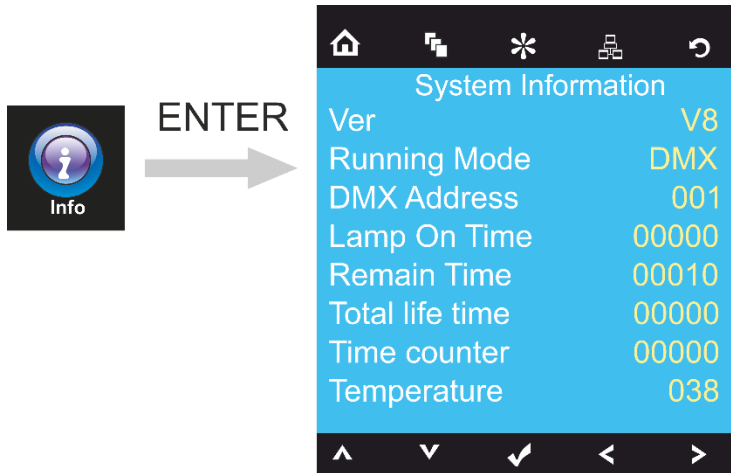 Info
ENTER
System Information
Ver V8
Running Mode DMX
DMX Address 001
Lamp On Time 00000
Remain Time 00010
Total life time 00000
Time counter 00000
Temperature 038